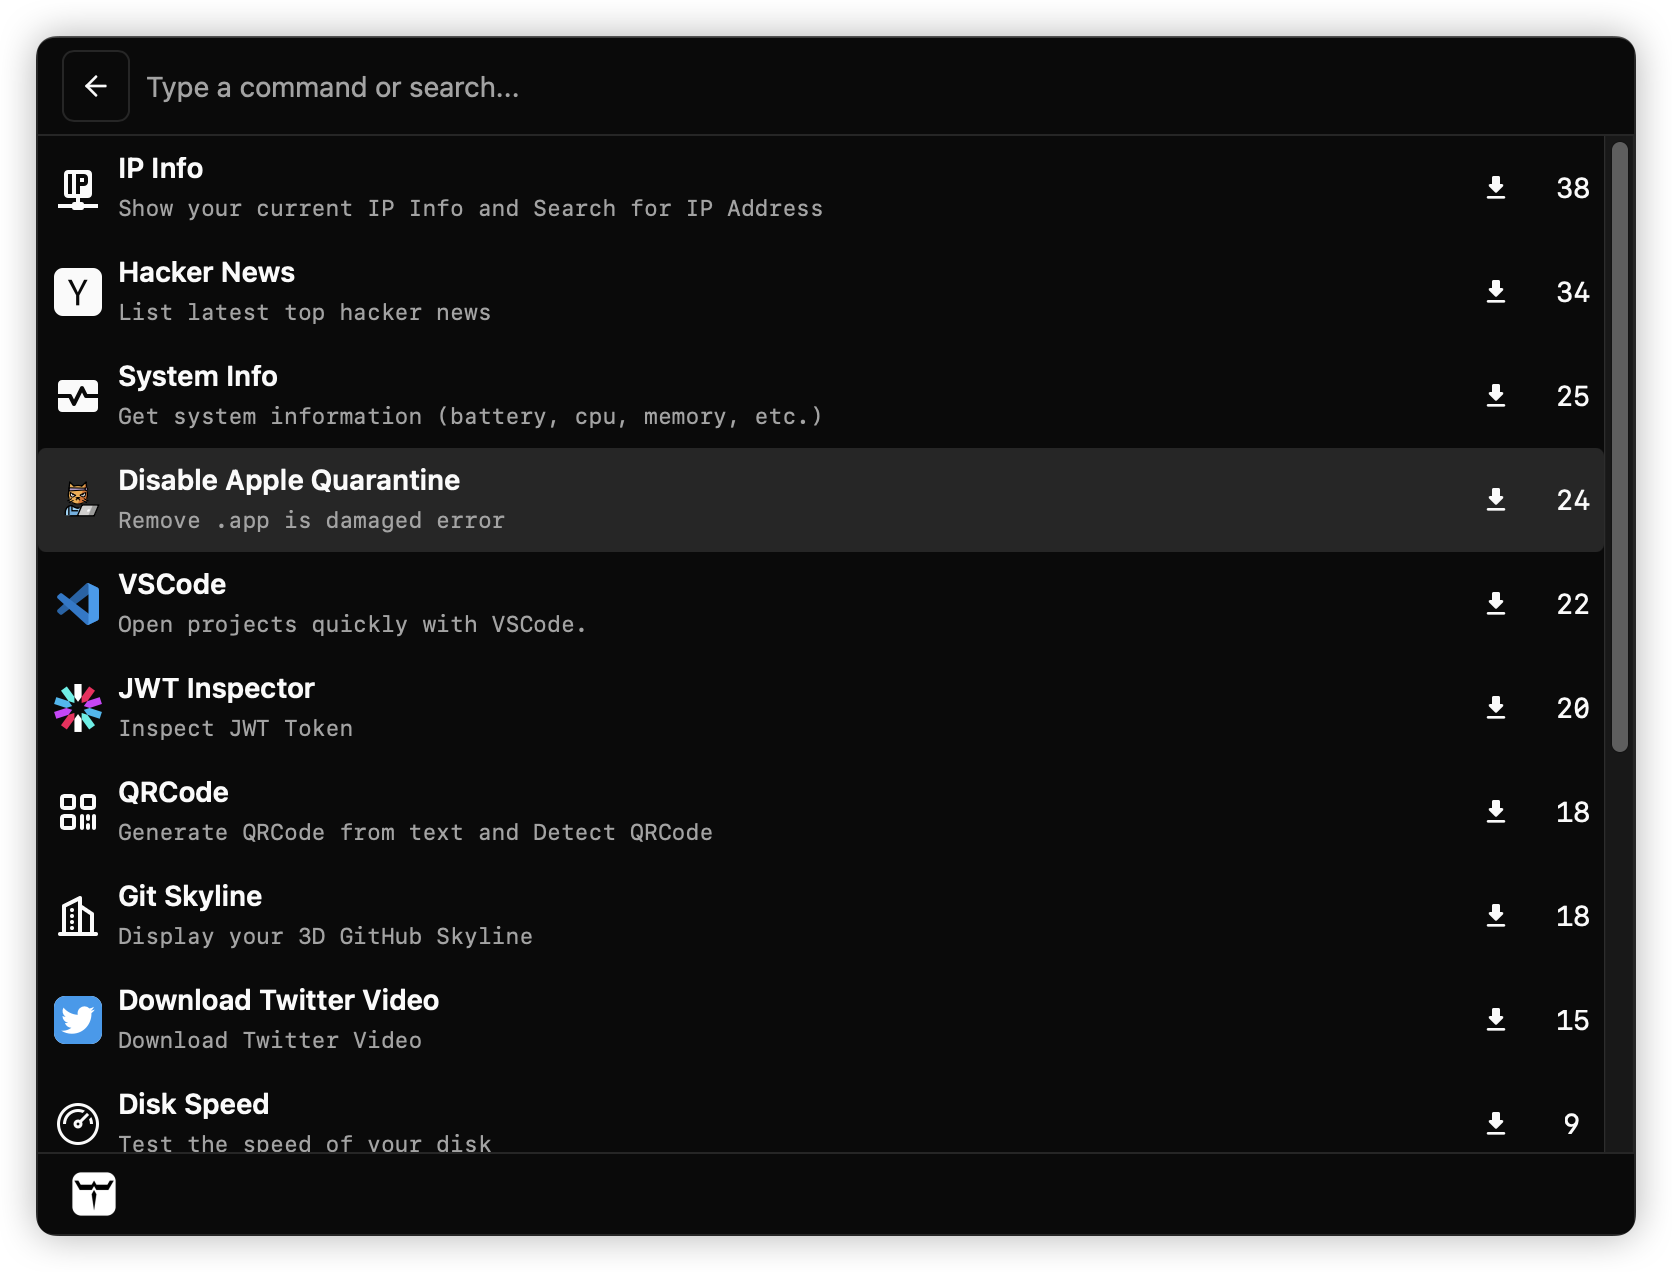 Type a command or search...
IP
IP Info
Show your current IP Info and Search for IP Address
38
Y
Hacker News
List latest top hacker news
34
System Info
Get system information (battery, cpu, memory, etc.)
25
Disable Apple Quarantine
Remove .app is damaged error
24
VSCode
Open projects quickly with VSCode.
22
JWT Inspector
Inspect JWT Token
20
QRCode
Generate QRCode from text and Detect QRCode
18
Git Skyline
Display your 3D GitHub Skyline
18
Download Twitter Video
Download Twitter Video
15
Disk Speed
Test the speed of your disk
9